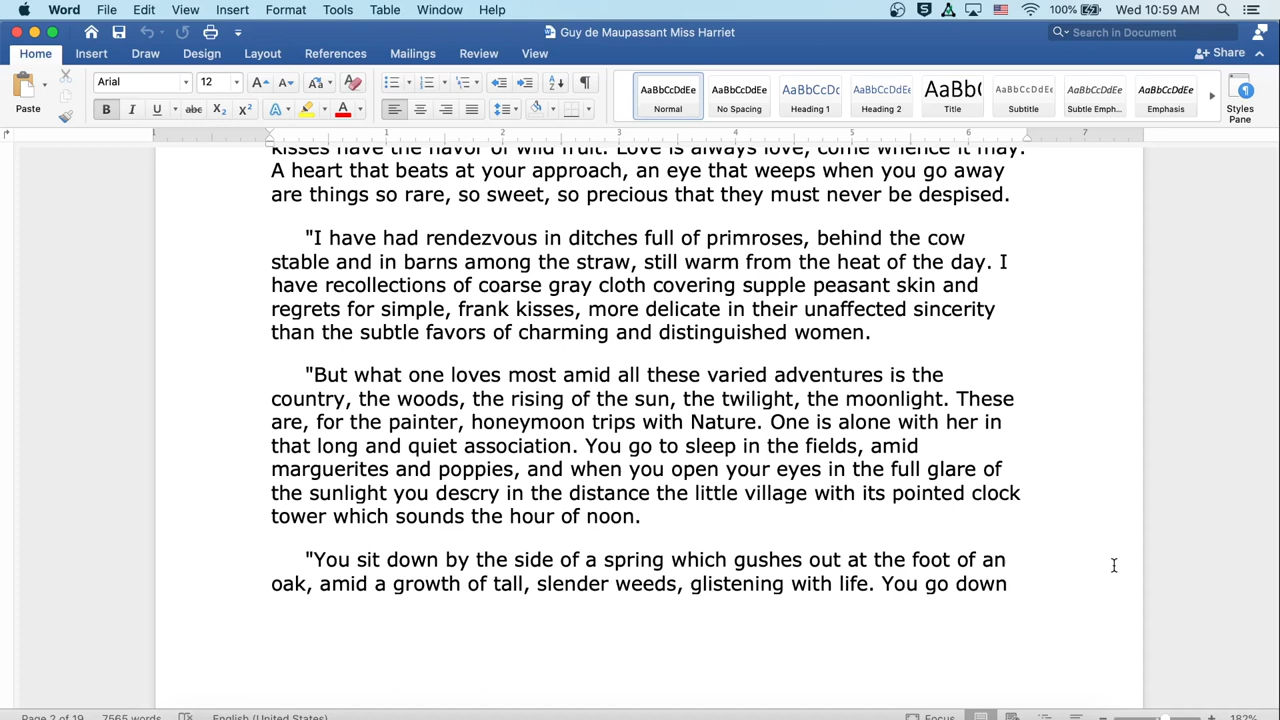 Word File Edit View Insert Format Tools Table Window Help 100% Wed 10:59 AM
Guy de Maupassant Miss Harriet Search in Document
Home Insert Draw Design Layout References Mailings Review View Share
Paste Arial 12 AaBbCcDdEe AaBbCcDdEe AaBbCcDc AaBbCcDdEe AaBbC AaBbCcDdEe AaBbCcDdEe AaBbCcDdEe
B I U abc X₂ X² A A Normal No Spacing Heading 1 Heading 2 Title Subtitle Subtle Emph... Emphasis Styles Pane
1 1 2 3 4 5 6 7
kisses have the flavor of wild fruit. Love is always love, come whence it may.
A heart that beats at your approach, an eye that weeps when you go away
are things so rare, so sweet, so precious that they must never be despised.
"I have had rendezvous in ditches full of primroses, behind the cow
stable and in barns among the straw, still warm from the heat of the day. I
have recollections of coarse gray cloth covering supple peasant skin and
regrets for simple, frank kisses, more delicate in their unaffected sincerity
than the subtle favors of charming and distinguished women.
"But what one loves most amid all these varied adventures is the
country, the woods, the rising of the sun, the twilight, the moonlight. These
are, for the painter, honeymoon trips with Nature. One is alone with her in
that long and quiet association. You go to sleep in the fields, amid
marguerites and poppies, and when you open your eyes in the full glare of
the sunlight you descry in the distance the little village with its pointed clock
tower which sounds the hour of noon.
"You sit down by the side of a spring which gushes out at the foot of an
oak, amid a growth of tall, slender weeds, glistening with life. You go down
Page 2 of 19 7565 words English (United States) Focus 182%